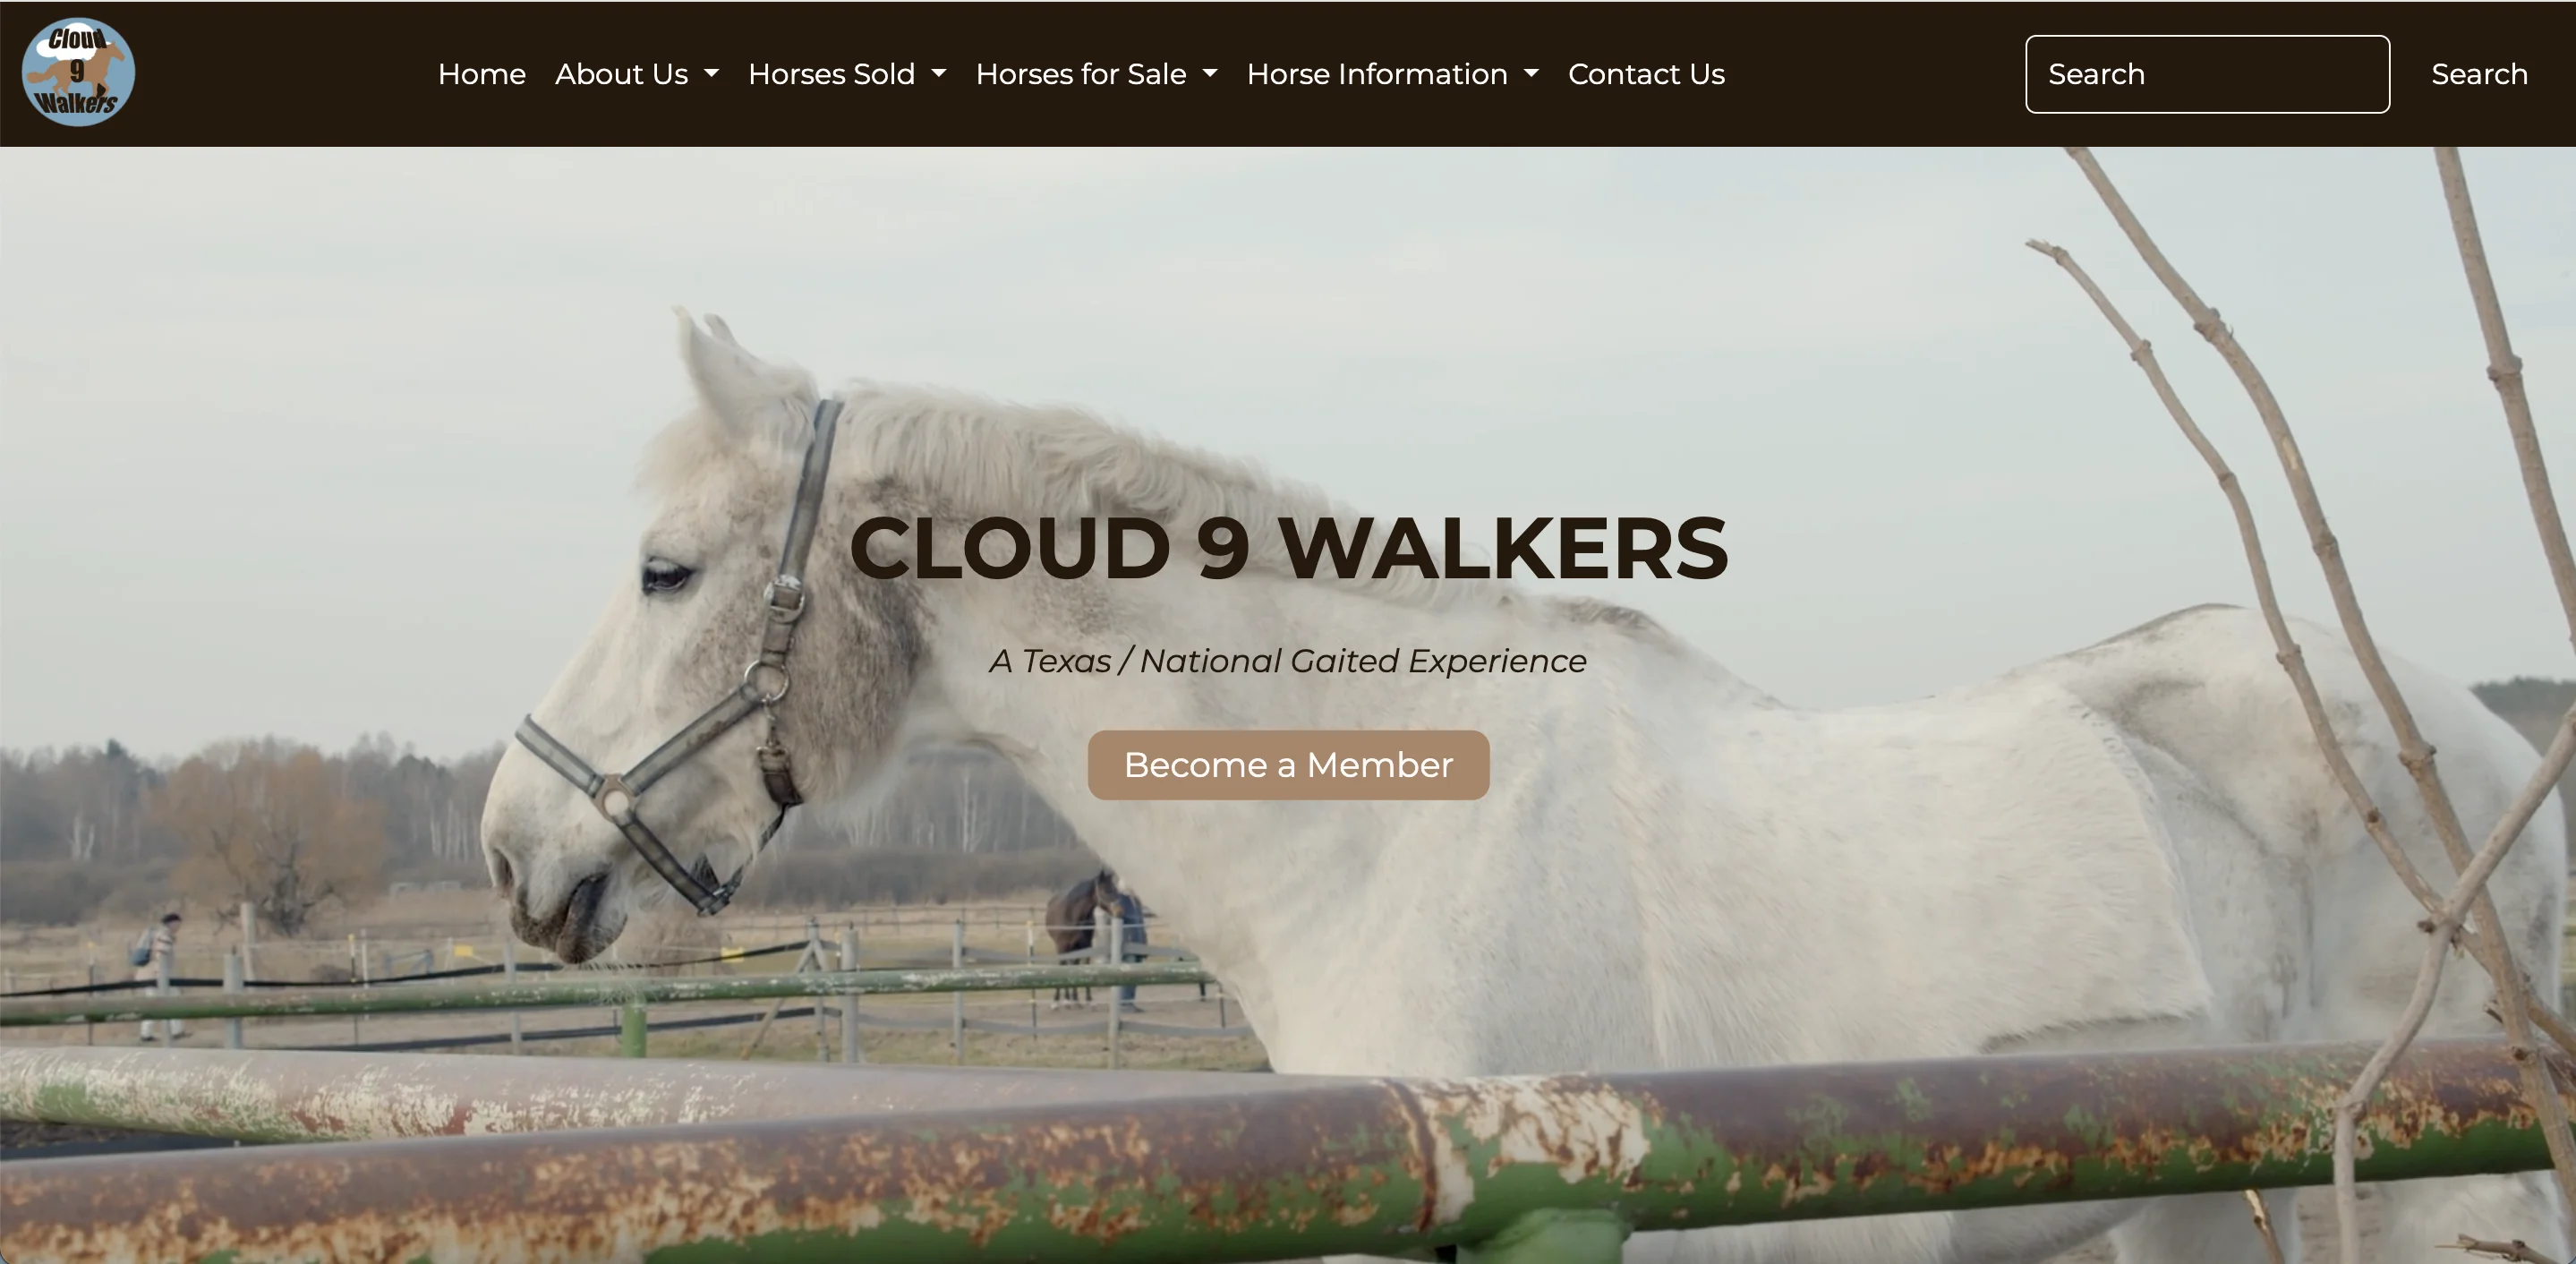 Cloud
9
Walkers
Home About Us Horses Sold Horses for Sale Horse Information Contact Us Search Search
CLOUD 9 WALKERS
A Texas / National Gaited Experience
Become a Member